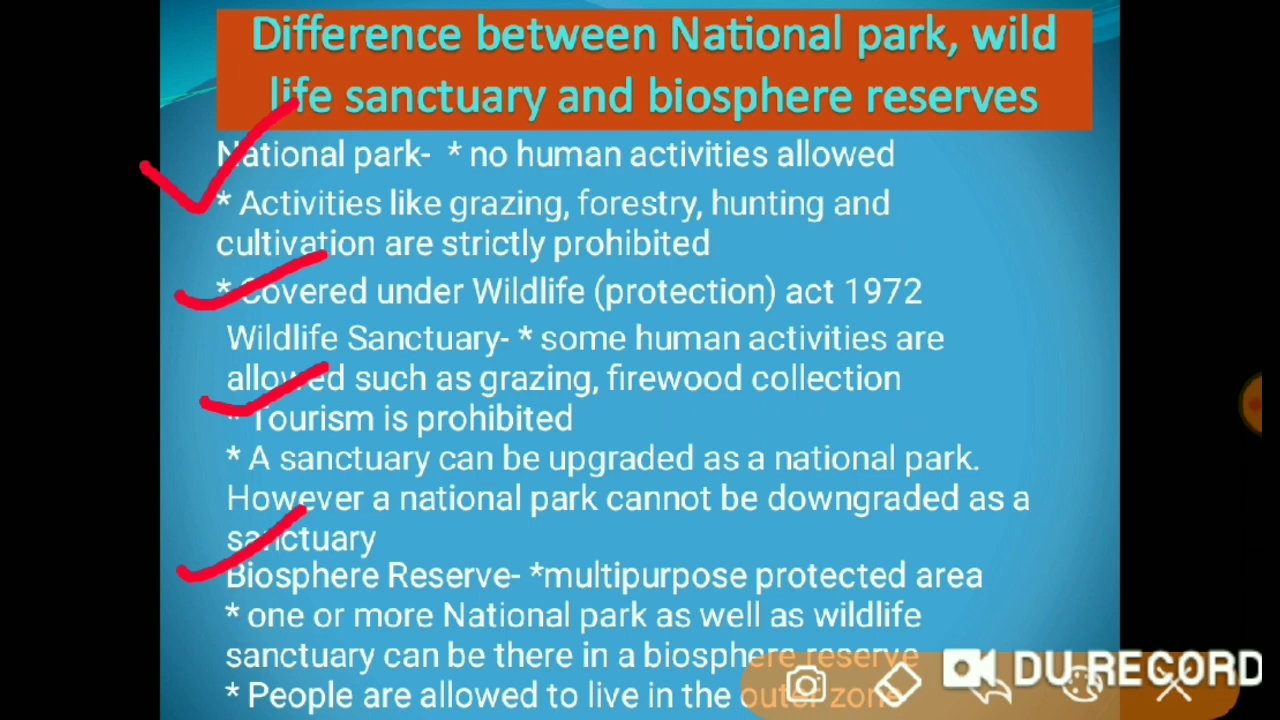 Difference between National park, wild
life sanctuary and biosphere reserves
National park- * no human activities allowed
* Activities like grazing, forestry, hunting and
cultivation are strictly prohibited
* Covered under Wildlife (protection) act 1972
Wildlife Sanctuary- * some human activities are
allowed such as grazing, firewood collection
* Tourism is prohibited
* A sanctuary can be upgraded as a national park.
However a national park cannot be downgraded as a
sanctuary
Biosphere Reserve- *multipurpose protected area
* one or more National park as well as wildlife
sanctuary can be there in a biosphere reserve
* People are allowed to live in the outer zone
DU RECORD